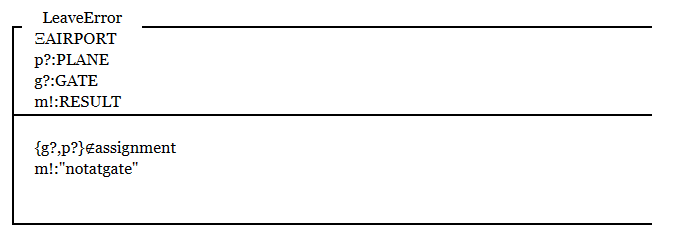 LeaveError
ΞAIRPORT
p?:PLANE
g?:GATE
m!:RESULT
{g?,p?}∉assignment
m!:"notatgate"